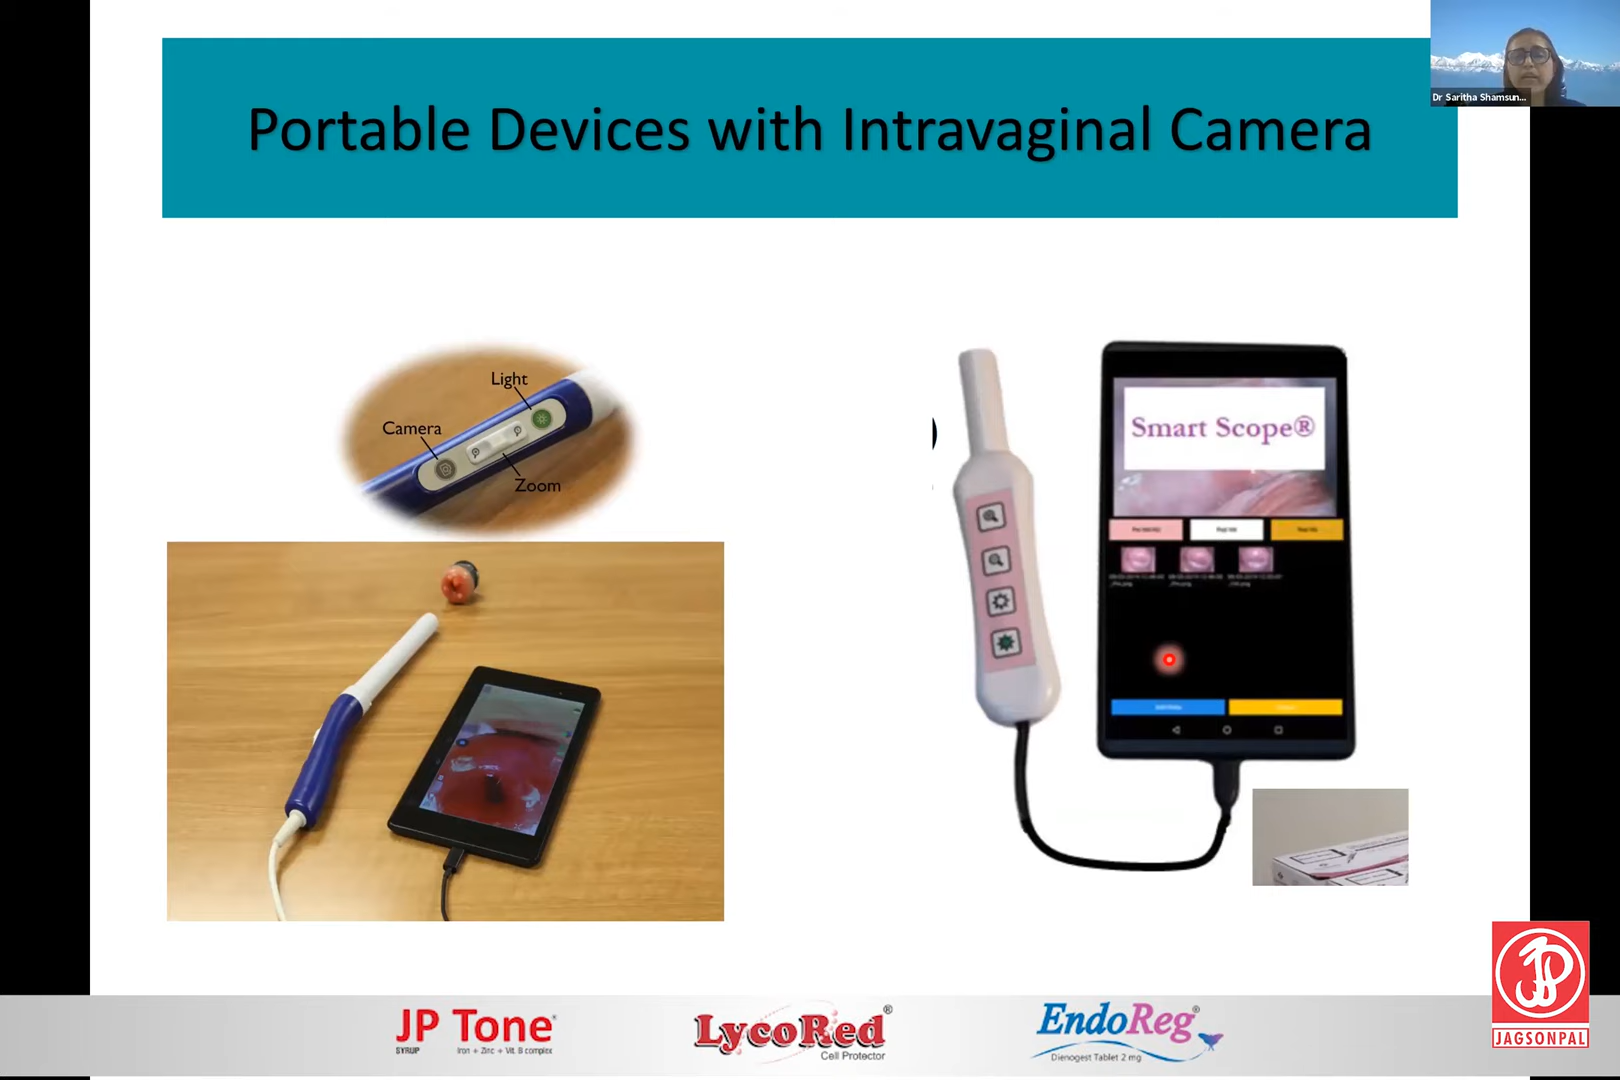 Portable Devices with Intravaginal Camera
Dr Saritha Shamsun...
Light
Camera
Zoom
Smart Scope®
JP Tone
SYRUP Iron + Zinc + Vit. B complex
LycoRed®
Cell Protector
EndoReg®
Dienogest Tablet 2 mg
JAGSONPAL